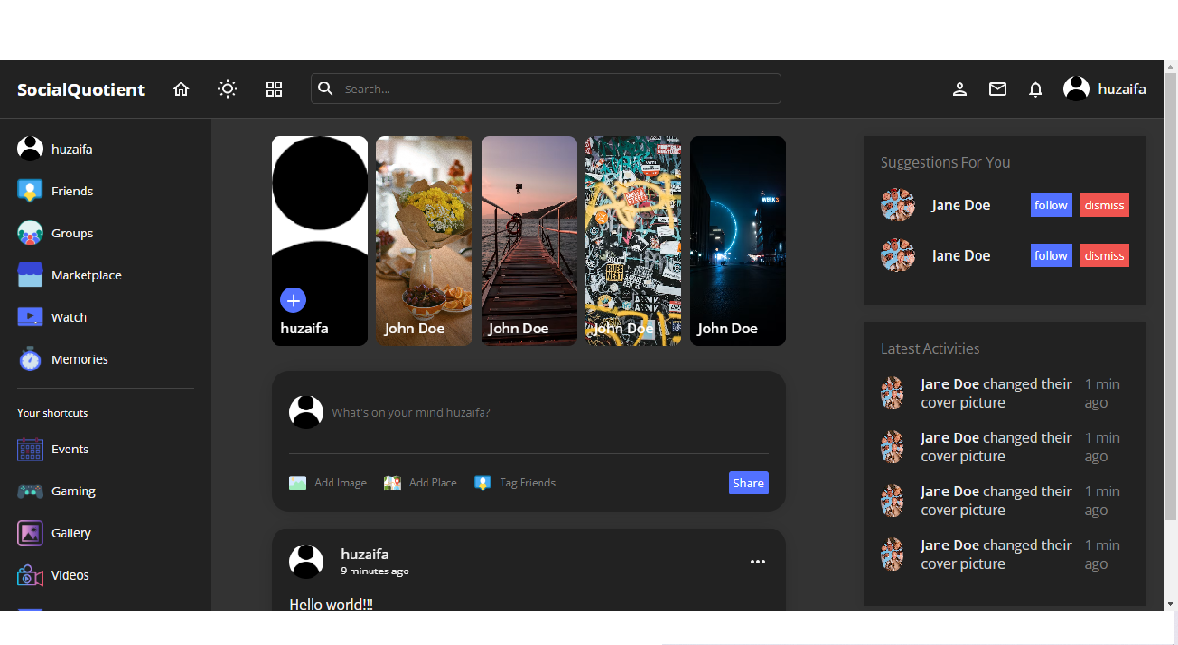 SocialQuotient
Search...
huzaifa
huzaifa
Friends
Groups
Marketplace
Watch
Memories
Your shortcuts
Events
Gaming
Gallery
Videos
huzaifa
John Doe
John Doe
John Doe
John Doe
What's on your mind huzaifa?
Add Image
Add Place
Tag Friends
Share
huzaifa
9 minutes ago
Hello world!!!
Suggestions For You
Jane Doe follow dismiss
Jane Doe follow dismiss
Latest Activities
Jane Doe changed their
cover picture
1 min
ago
Jane Doe changed their
cover picture
1 min
ago
Jane Doe changed their
cover picture
1 min
ago
Jane Doe changed their
cover picture
1 min
ago